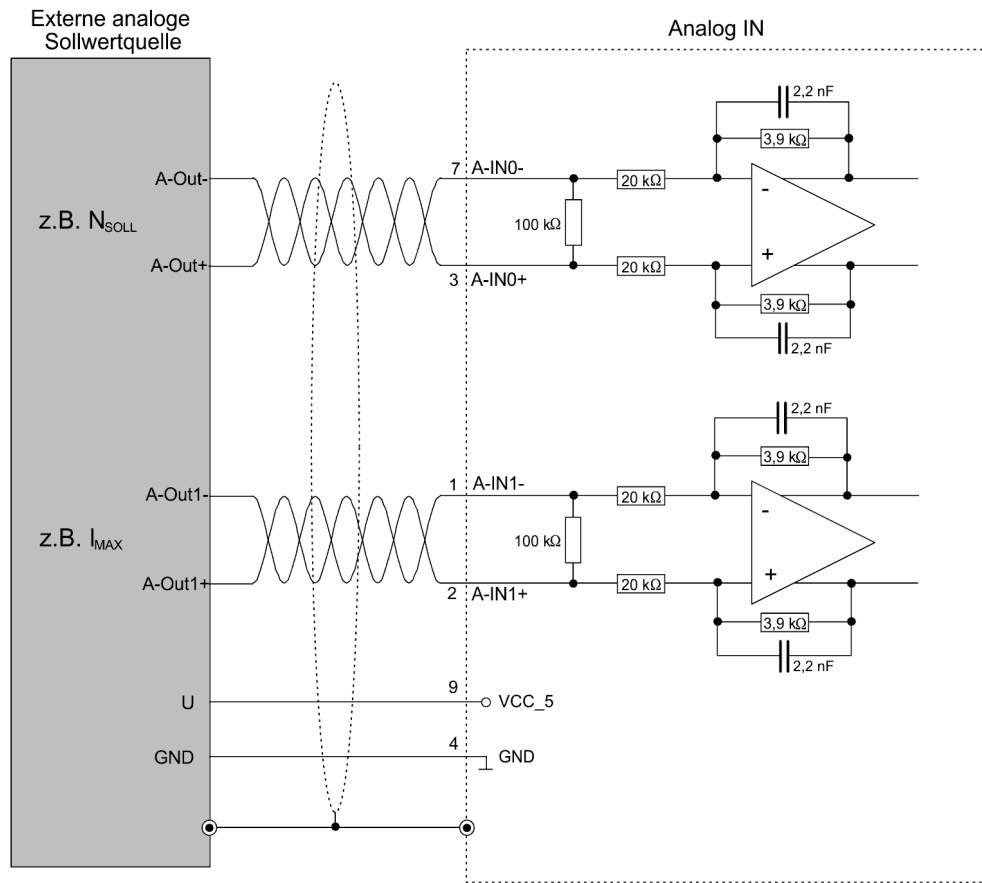 Externe analoge
Sollwertquelle
Analog IN
2,2 nF
3,9 kΩ
A-Out-
7 A-IN0-
20 kΩ
-
z.B. NSOLL
100 kΩ
+
A-Out+
3 A-IN0+
20 kΩ
3,9 kΩ
2,2 nF
2,2 nF
3,9 kΩ
A-Out1-
1 A-IN1-
20 kΩ
-
z.B. IMAX
100 kΩ
+
A-Out1+
2 A-IN1+
20 kΩ
3,9 kΩ
2,2 nF
U
9
VCC_5
GND
4
GND